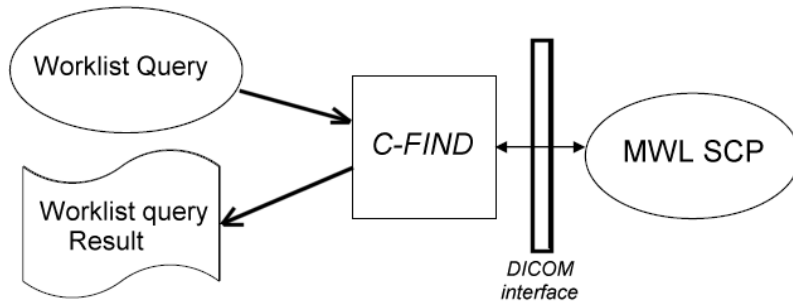 Worklist Query
C-FIND
MWL SCP
Worklist query
Result
DICOM
interface